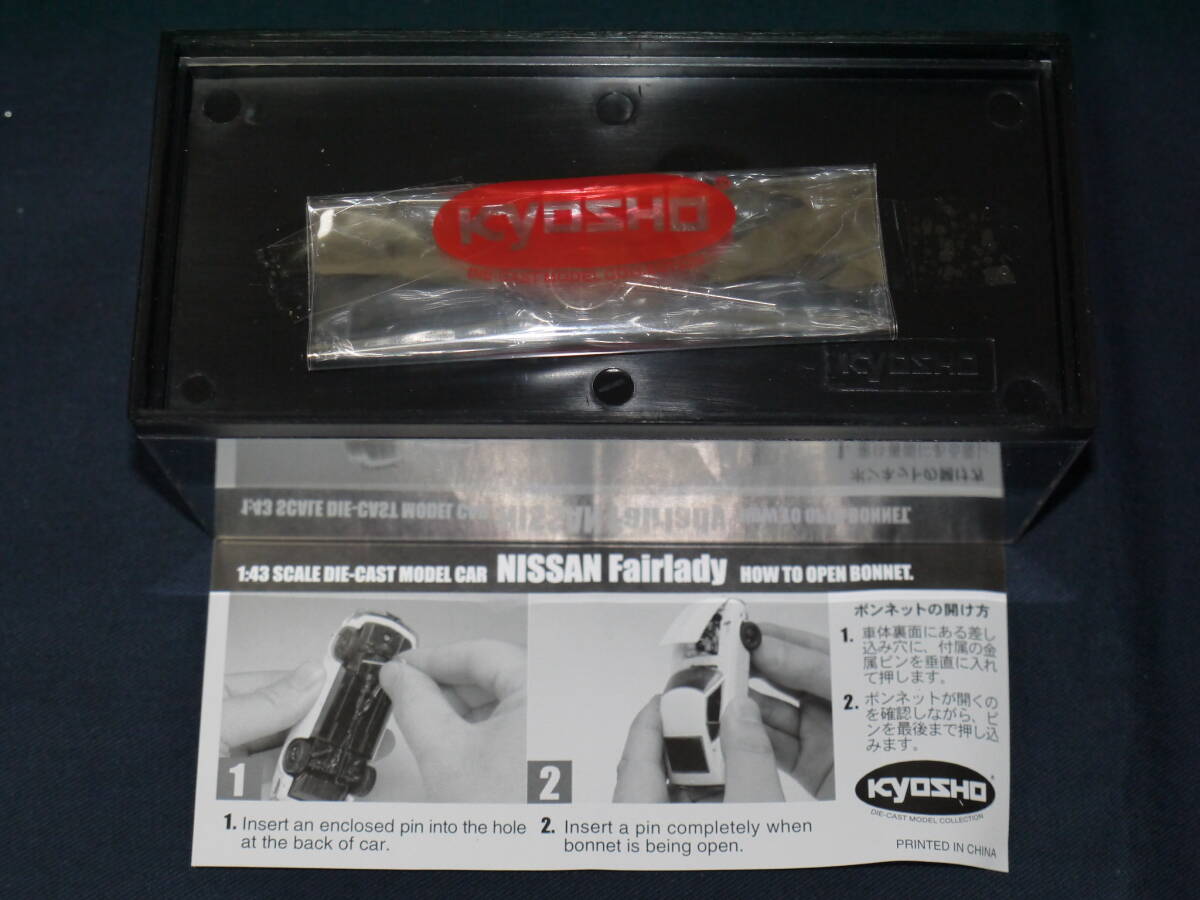 KYOSHO
DIE-CAST MODEL COLLECTION
KYOSHO
1:43 SCALE DIE-CAST MODEL CAR NISSAN Fairlady HOW TO OPEN BONNET.
1
2
1. Insert an enclosed pin into the hole
at the back of car.
2. Insert a pin completely when
bonnet is being open.
ボンネットの開け方
1. 車体裏面にある差し
込み穴に、付属の金
属ピンを垂直に入れ
て押します。
2. ボンネットが開くの
を確認しながら、ピ
ンを最後まで押し込
みます。
KYOSHO®
DIE-CAST MODEL COLLECTION
PRINTED IN CHINA